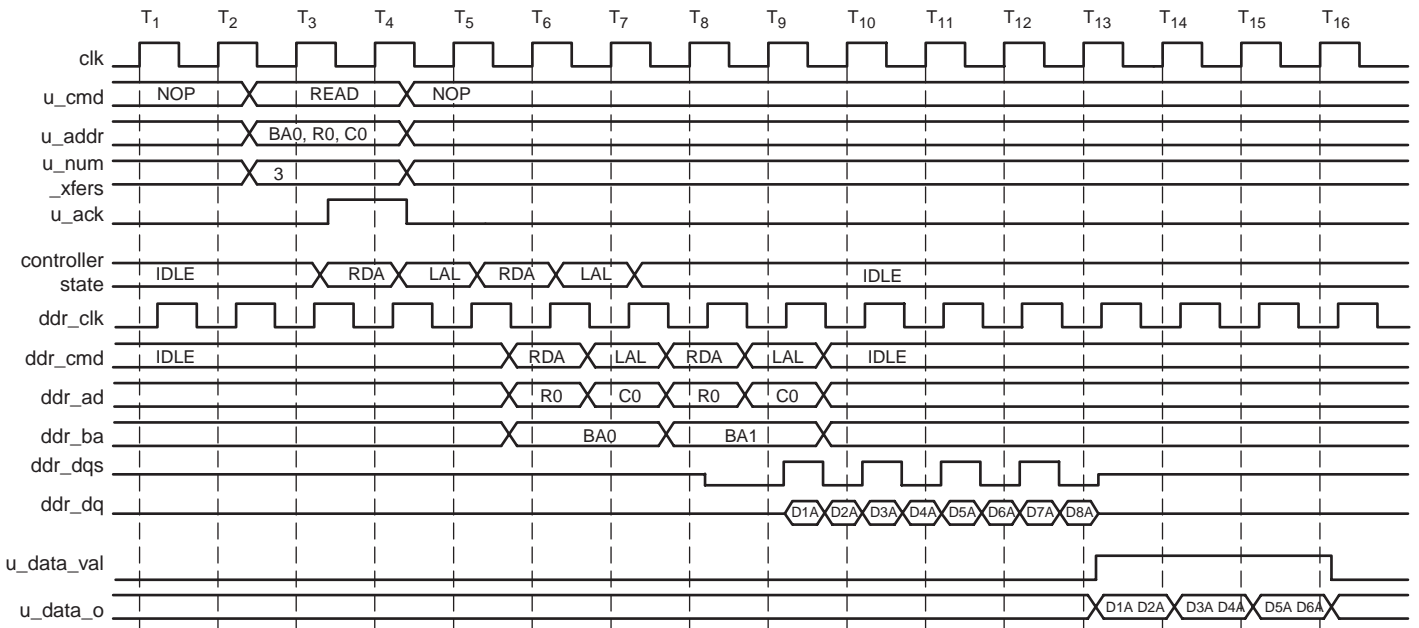 T1 T2 T3 T4 T5 T6 T7 T8 T9 T10 T11 T12 T13 T14 T15 T16
clk
u_cmd NOP READ NOP
u_addr BA0, R0, C0
u_num
_xfers 3
u_ack
controller
state IDLE RDA LAL RDA LAL IDLE
ddr_clk
ddr_cmd IDLE RDA LAL RDA LAL IDLE
ddr_ad R0 C0 R0 C0
ddr_ba BA0 BA1
ddr_dqs
ddr_dq D1A D2A D3A D4A D5A D6A D7A D8A
u_data_val
u_data_o D1A D2A D3A D4A D5A D6A